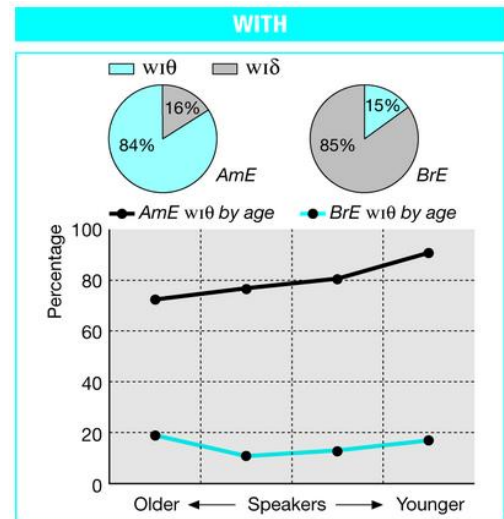 WITH
wɪθ wɪδ
16% 84% AmE
15% 85% BrE
AmE wɪθ by age BrE wɪθ by age
Percentage
100
80
60
40
20
0
Older Speakers Younger